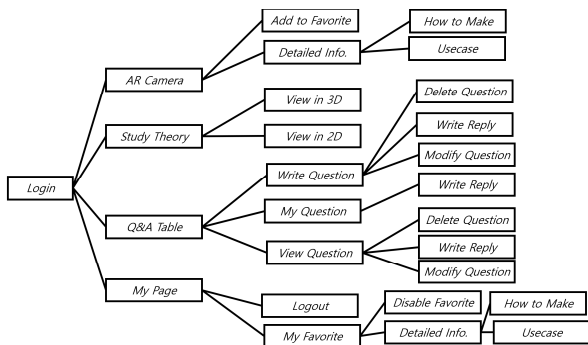 Add to Favorite
How to Make
Detailed Info.
Usecase
AR Camera
Delete Question
View in 3D
Write Reply
Study Theory
View in 2D
Modify Question
Write Question
Login
Write Reply
My Question
Q&A Table
Delete Question
View Question
Write Reply
Modify Question
My Page
Logout
Disable Favorite
How to Make
My Favorite
Detailed Info.
Usecase